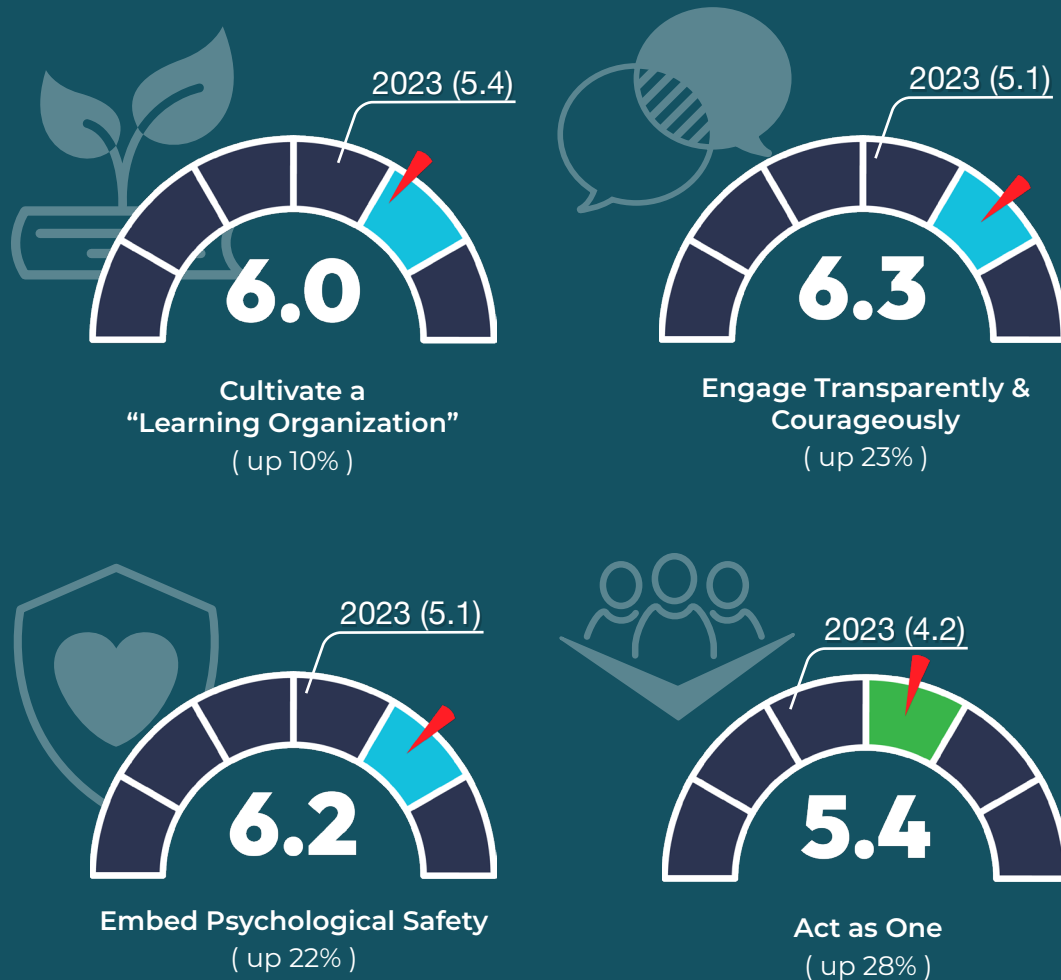 2023 (5.4)
6.0
Cultivate a
“Learning Organization”
( up 10% )
2023 (5.1)
6.3
Engage Transparently &
Courageously
( up 23% )
2023 (5.1)
6.2
Embed Psychological Safety
( up 22% )
2023 (4.2)
5.4
Act as One
( up 28% )